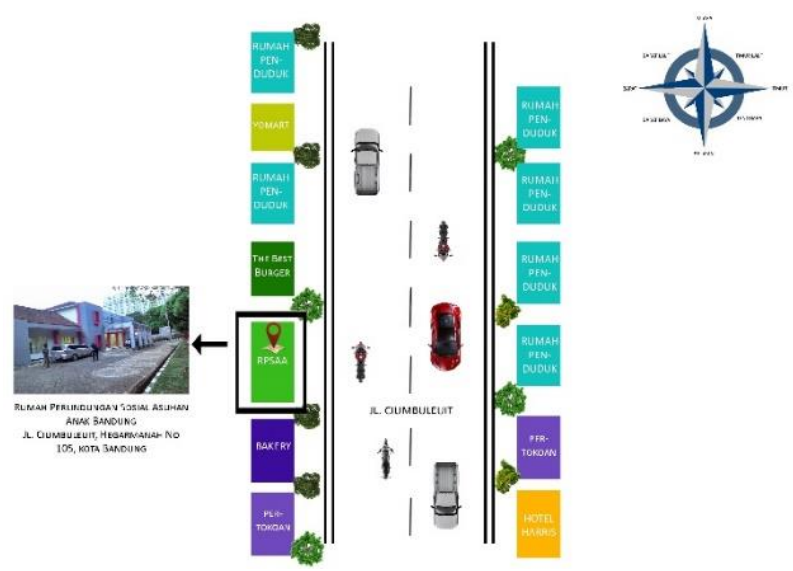 RUMAH
PEN-
DUDUK
YOMART
RUMAH
PEN-
DUDUK
THE BEST
BURGER
RPSAA
RUMAH PERLINDUNGAN SOSIAL ASUHAN
ANAK BANDUNG
JL. CIUMBULEUIT, HEGARMANAH NO
105, KOTA BANDUNG
BAKERY
PER-
TOKOAN
JL. CIUMBULEUIT
RUMAH
PEN-
DUDUK
RUMAH
PEN-
DUDUK
RUMAH
PEN-
DUDUK
RUMAH
PEN-
DUDUK
PER-
TOKOAN
HOTEL
HARRIS